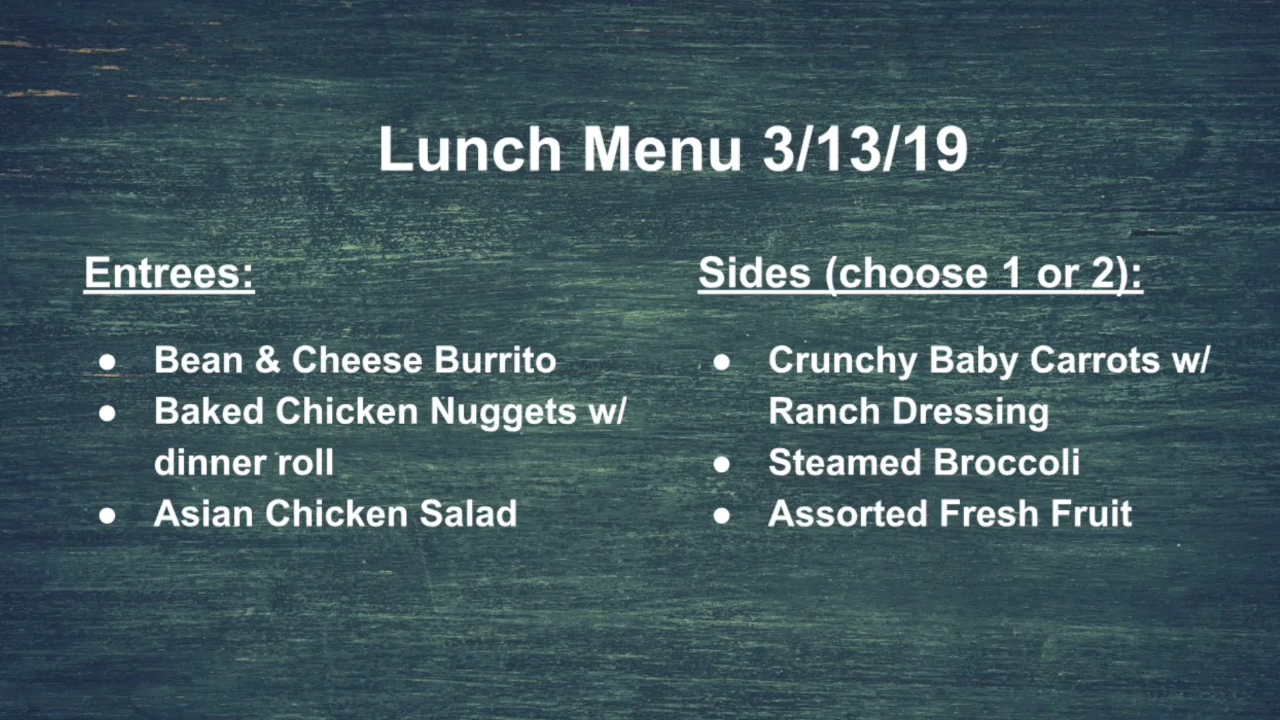 Lunch Menu 3/13/19
Entrees:
● Bean & Cheese Burrito
● Baked Chicken Nuggets w/
dinner roll
● Asian Chicken Salad
Sides (choose 1 or 2):
● Crunchy Baby Carrots w/
Ranch Dressing
● Steamed Broccoli
● Assorted Fresh Fruit